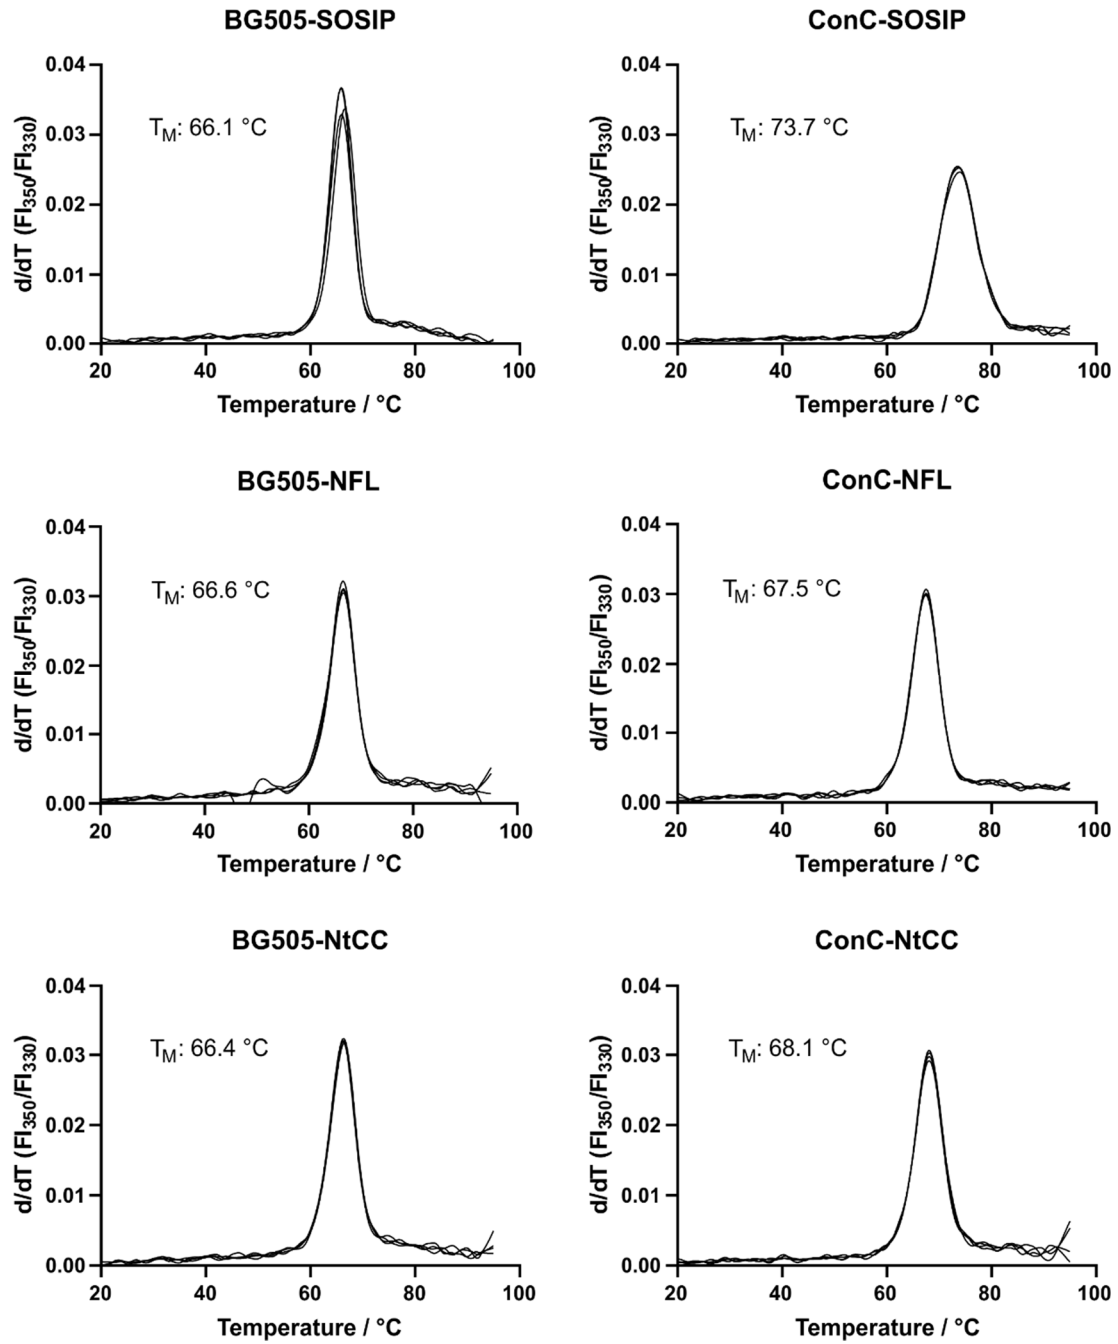 BG505-SOSIP
0.04
0.03
0.02
0.01
0.00
d/dT (FI350/FI330)
TM: 66.1 °C
20 40 60 80 100
Temperature / °C
ConC-SOSIP
0.04
0.03
0.02
0.01
0.00
d/dT (FI350/FI330)
TM: 73.7 °C
20 40 60 80 100
Temperature / °C
BG505-NFL
0.04
0.03
0.02
0.01
0.00
d/dT (FI350/FI330)
TM: 66.6 °C
20 40 60 80 100
Temperature / °C
ConC-NFL
0.04
0.03
0.02
0.01
0.00
d/dT (FI350/FI330)
TM: 67.5 °C
20 40 60 80 100
Temperature / °C
BG505-NtCC
0.04
0.03
0.02
0.01
0.00
d/dT (FI350/FI330)
TM: 66.4 °C
20 40 60 80 100
Temperature / °C
ConC-NtCC
0.04
0.03
0.02
0.01
0.00
d/dT (FI350/FI330)
TM: 68.1 °C
20 40 60 80 100
Temperature / °C